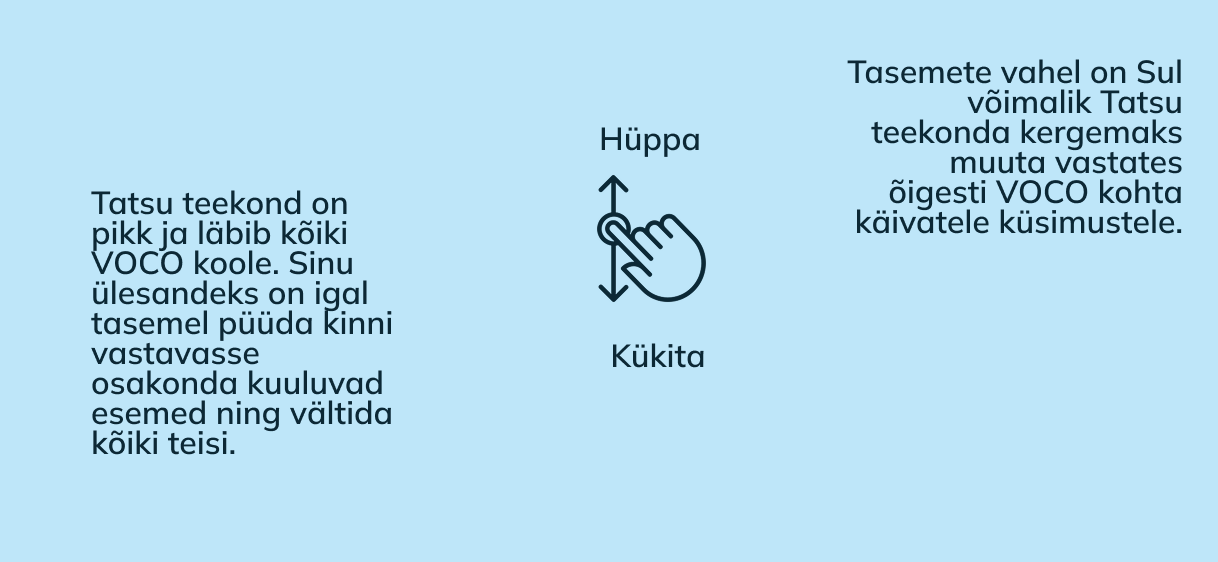 Tatsu teekond on
pikk ja läbib kõiki
VOCO koole. Sinu
ülesandeks on igal
tasemel püüda kinni
vastavasse
osakonda kuuluvad
esemed ning vältida
kõiki teisi.
Hüppa
Kükita
Tasemete vahel on Sul
võimalik Tatsu
teekonda kergemaks
muuta vastates
õigesti VOCO kohta
käivatele küsimustele.